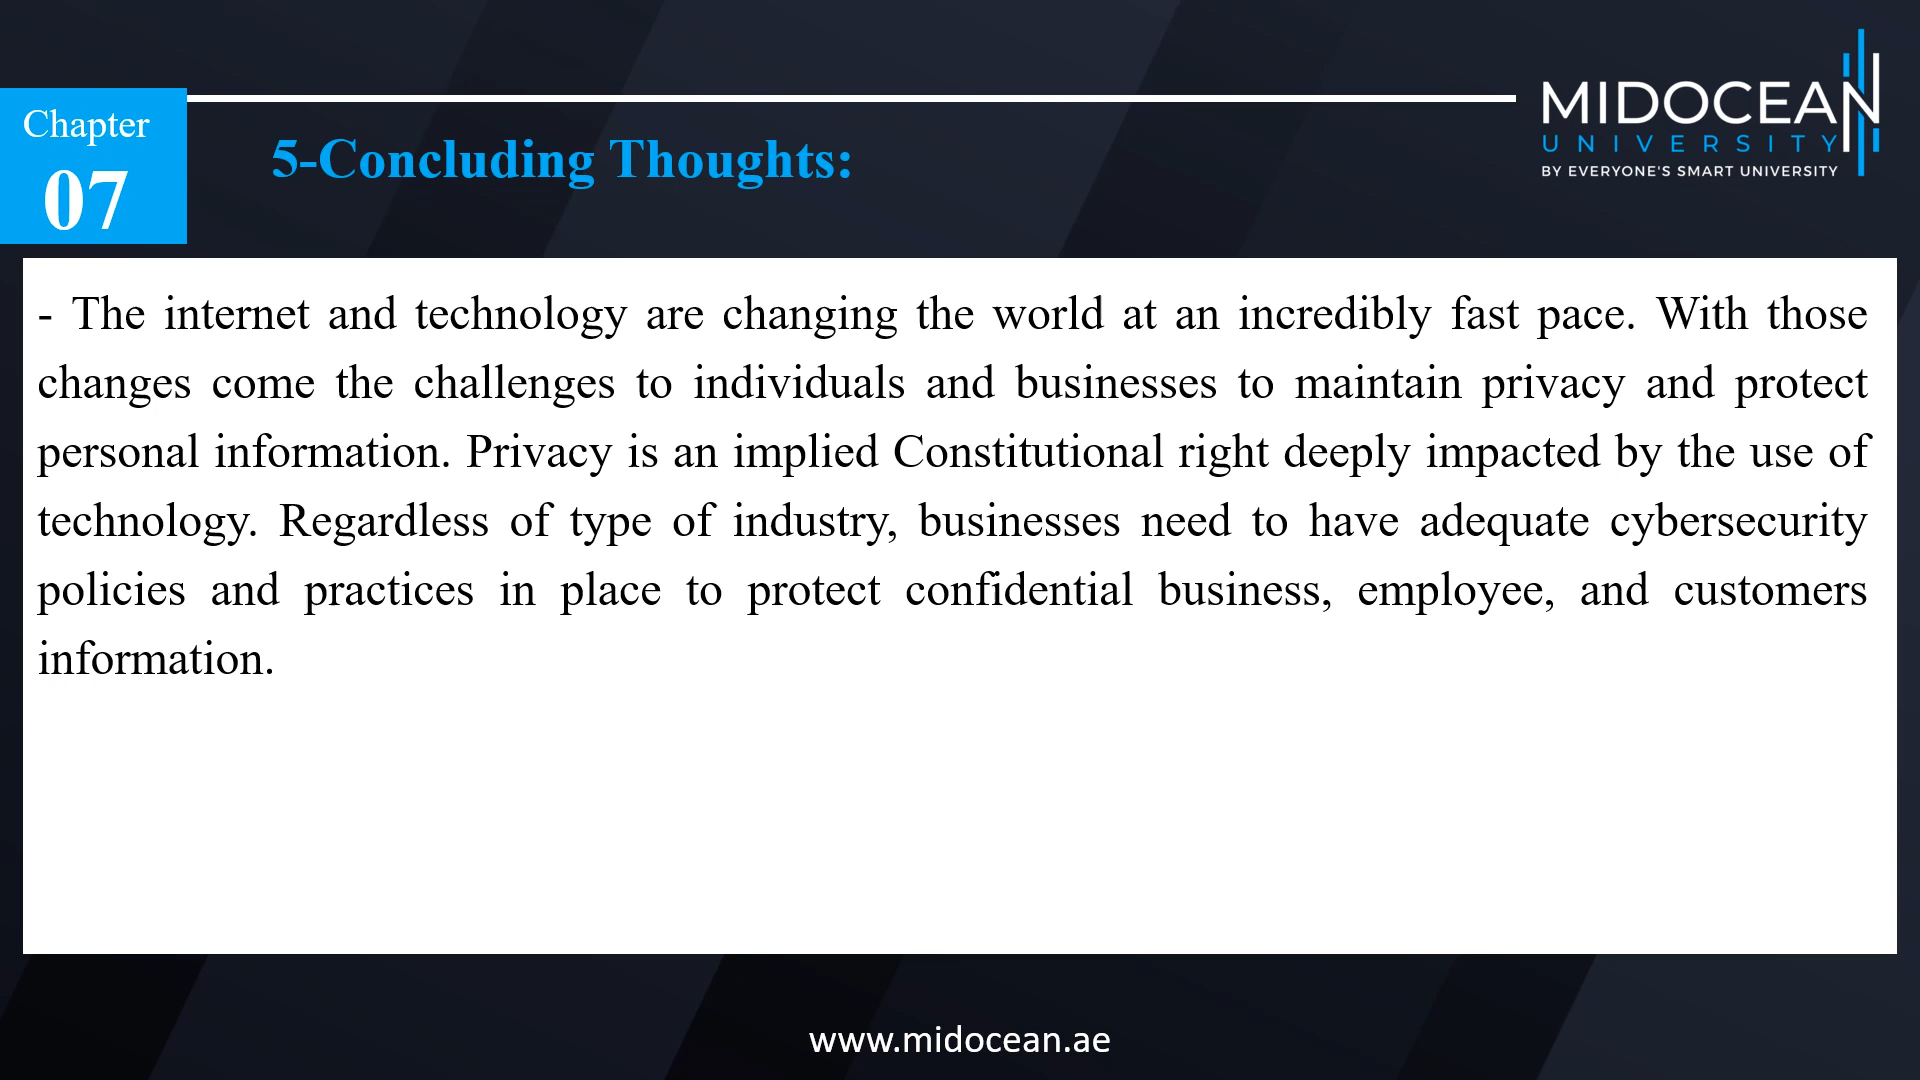 Chapter
07
5-Concluding Thoughts:
MIDOCEAN
UNIVERSITY
BY EVERYONE'S SMART UNIVERSITY
- The internet and technology are changing the world at an incredibly fast pace. With those
changes come the challenges to individuals and businesses to maintain privacy and protect
personal information. Privacy is an implied Constitutional right deeply impacted by the use of
technology. Regardless of type of industry, businesses need to have adequate cybersecurity
policies and practices in place to protect confidential business, employee, and customers
information.
www.midocean.ae